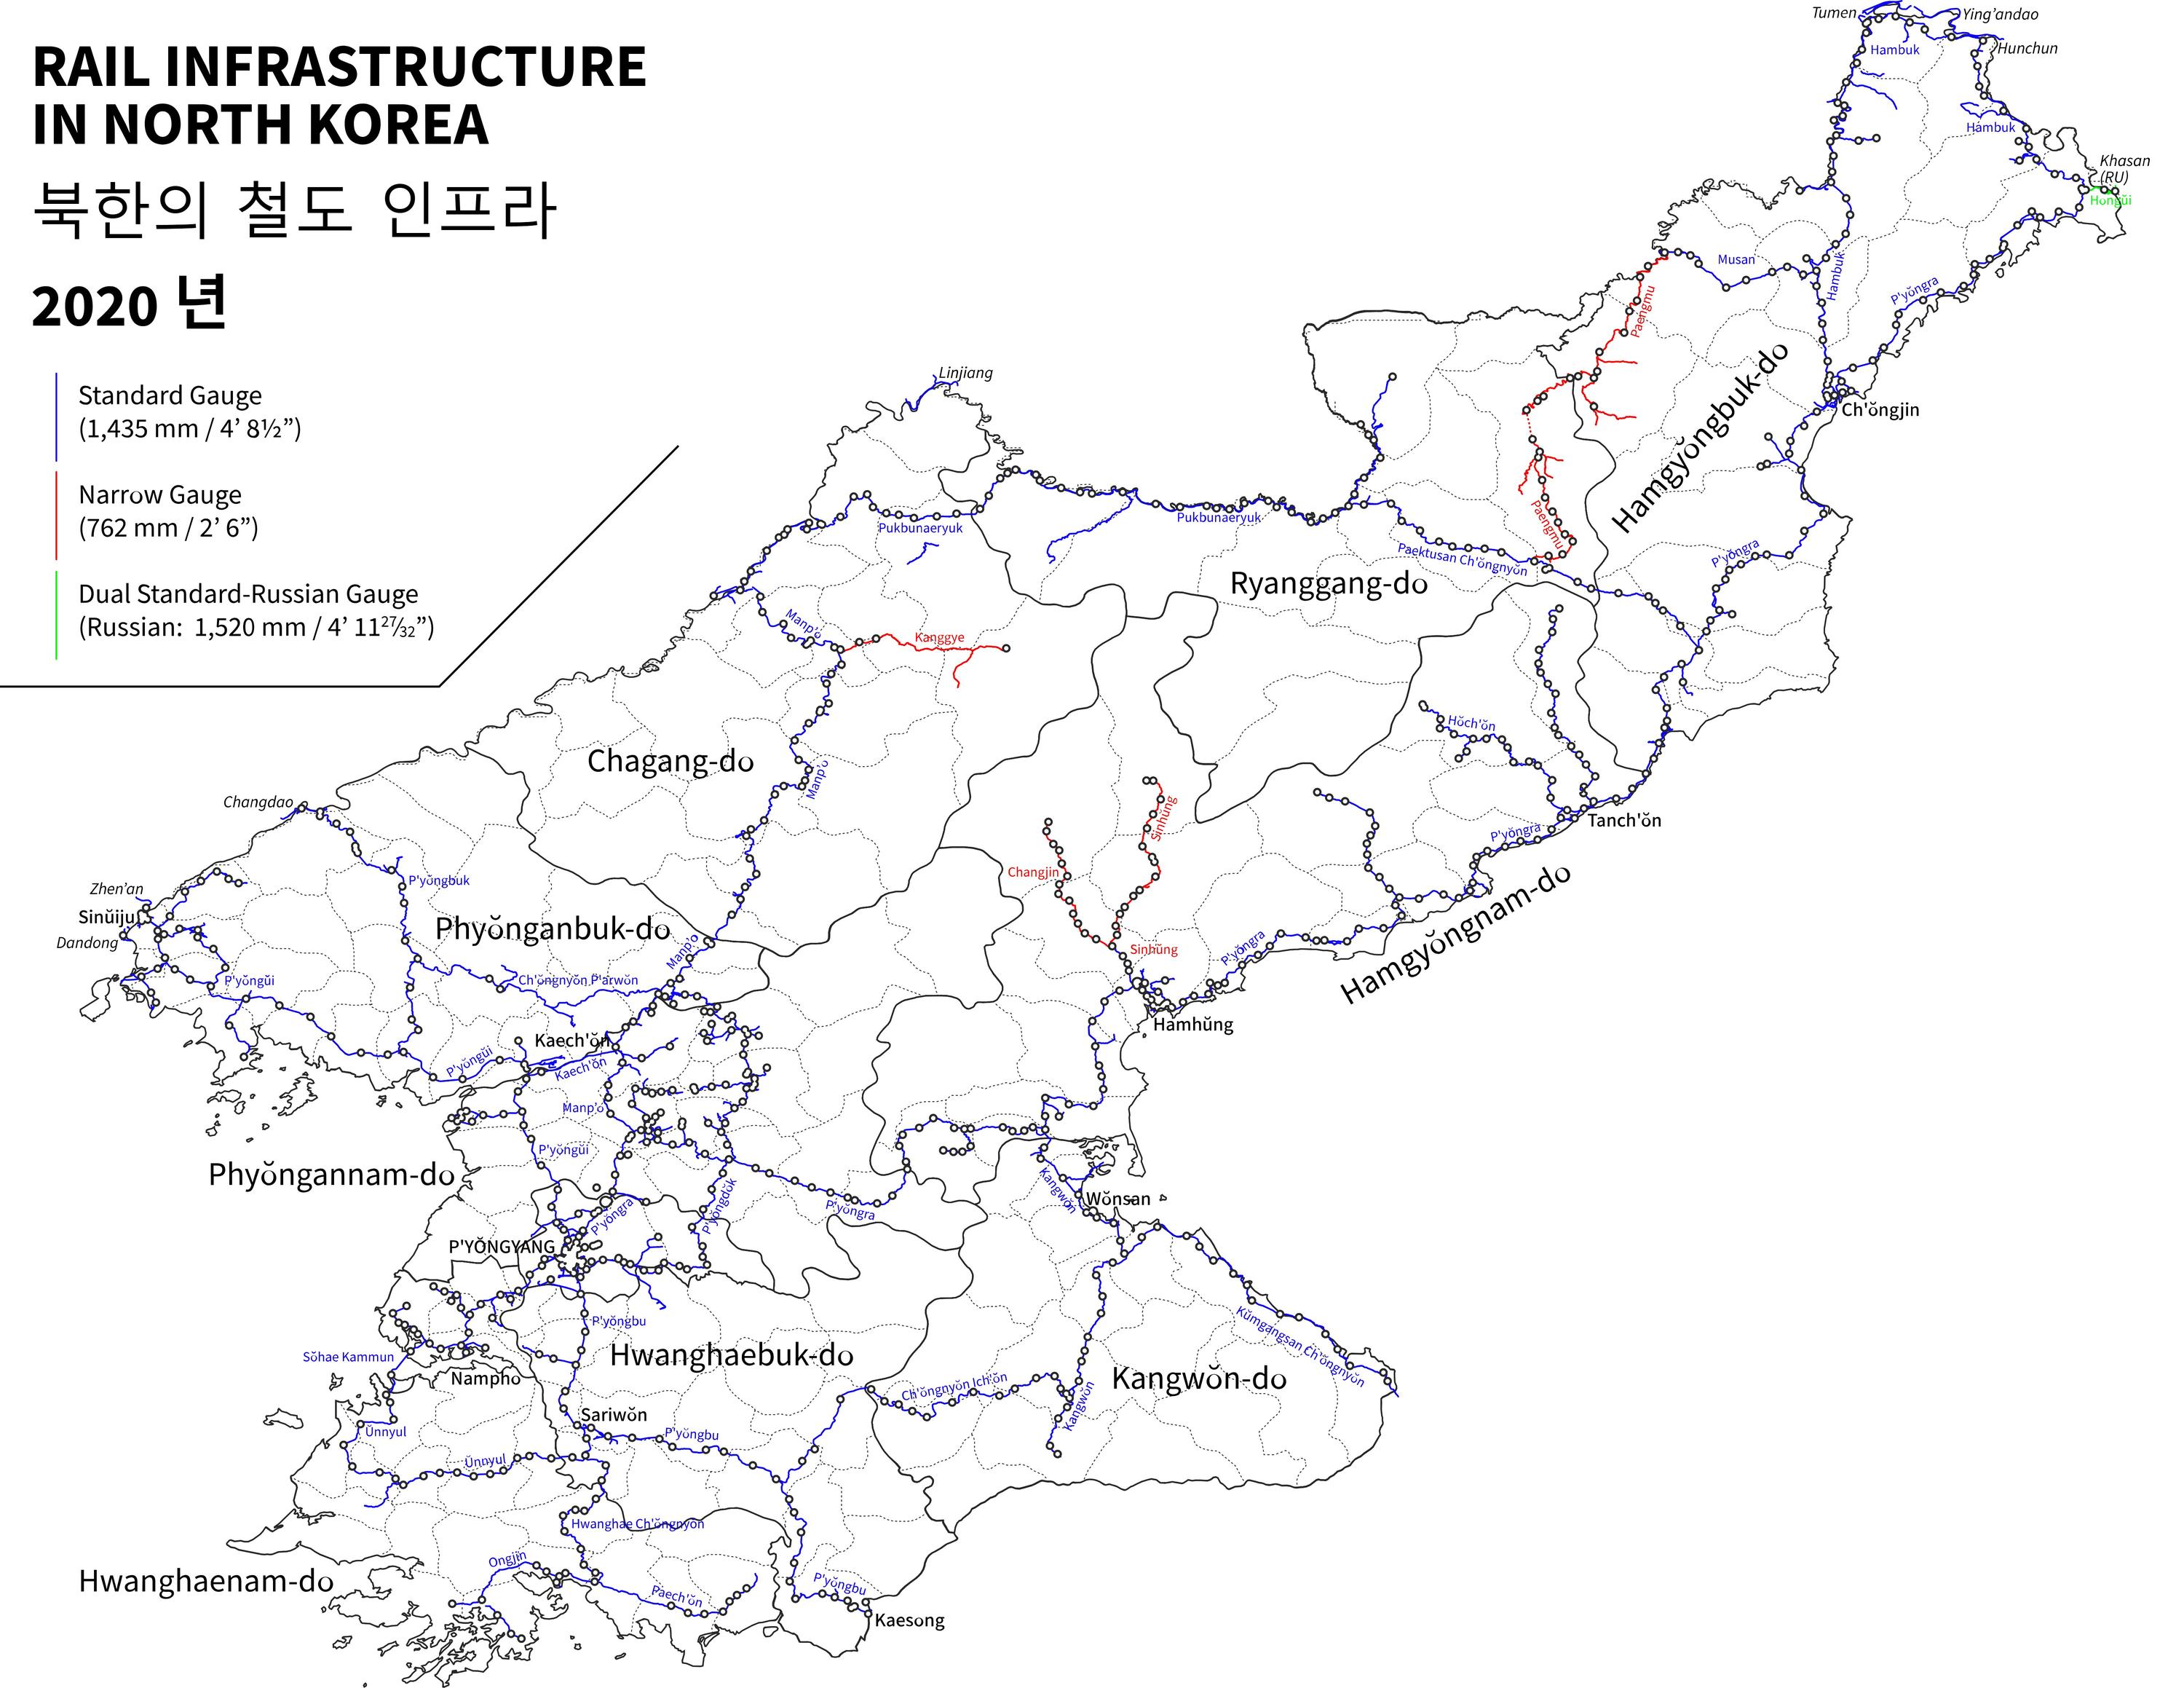 RAIL INFRASTRUCTURE
IN NORTH KOREA
북한의 철도 인프라
2020 년
Standard Gauge
(1,435 mm / 4’ 8½”)
Narrow Gauge
(762 mm / 2’ 6”)
Dual Standard-Russian Gauge
(Russian: 1,520 mm / 4’ 11²⁷⁄₃₂”)
Tumen
Ying’andao
Hambuk
Hunchun
Hambuk
Khasan
(RU)
Hongŭi
Musan
Hambuk
P'yŏngra
Paengmu
Hamgyŏngbuk-do
Ch'ŏngjin
Linjiang
Pukbunaeryuk
Pukbunaeryuk
Paengmu
Paektusan Ch'ŏngnyŏn
P'yŏngra
Ryanggang-do
Manp'o
Kanggye
Hŏch'ŏn
Chagang-do
Manp'o
Changdao
Sinhŭng
Tanch'ŏn
P'yŏngra
Changjin
P'yŏngbuk
Zhen’an
Sinŭiju
Dandong
Phyŏnganbuk-do
Manp'o
Sinhŭng
P'yŏngra
Hamgyŏngnam-do
P'yŏngŭi
Ch'ŏngnyŏn P'arwŏn
Hamhŭng
Kaech'ŏn
P'yŏngŭi
Kaech'ŏn
Manp'o
P'yŏngŭi
Phyŏngannam-do
Kangwŏn
Wŏnsan
P'yŏngra
P'yŏngdŏk
P'yŏngra
P'YŎNGYANG
P'yŏngbu
Kŭmgangsan Ch'ŏngnyŏn
Sŏhae Kammun
Hwanghaebuk-do
Nampho
Ch'ŏngnyŏn Ich'ŏn
Kangwŏn-do
Kangwŏn
Sariwŏn
Ŭnnyul
P'yŏngbu
Ŭnnyul
Hwanghae Ch'ŏngnyŏn
Ongjin
Hwanghaenam-do
Paech'ŏn
P'yŏngbu
Kaesong